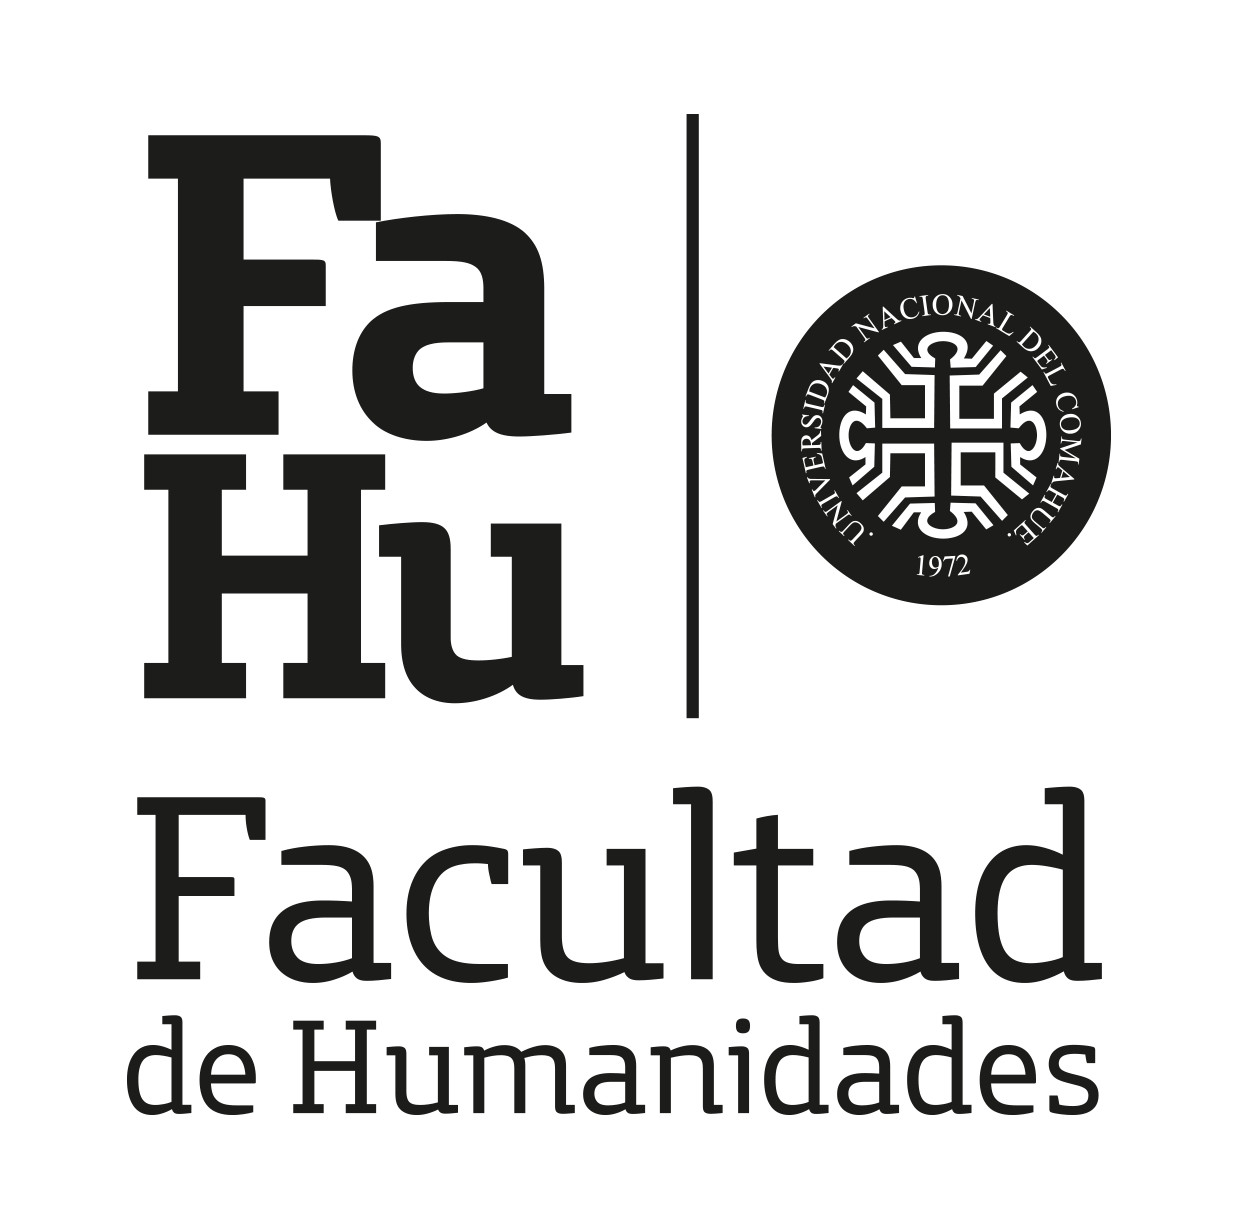 Fa
Hu
· UNIVERSIDAD NACIONAL DEL COMAHUE ·
1972
Facultad
de Humanidades